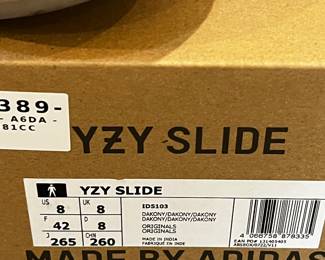 389-
- A6DA -
81CC
YZY SLIDE
YZY SLIDE
US 8 UK 8
F 42 D 8
J 265 CHN 260
ID5103
DAKONY/DAKONY/DAKONY
DAKONY/DAKONY/DAKONY
ORIGINALS
ORIGINALS
MADE IN INDIA
FABRIQUÉ EN INDE
4 066758 878335
MADE BY ADIDAS